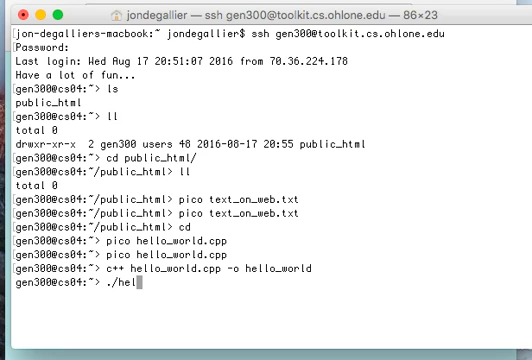 jondegallier — ssh gen300@toolkit.cs.ohlone.edu — 86×23
[jon-degalliers-macbook:~ jondegallier$ ssh gen300@toolkit.cs.ohlone.edu
[Password:
Last login: Wed Aug 17 20:51:07 2016 from 70.36.224.178
Have a lot of fun...
[gen300@cs04:~> ls
public_html
[gen300@cs04:~> ll
total 0
drwxr-xr-x  2 gen300 users 48 2016-08-17 20:55 public_html
[gen300@cs04:~> cd public_html/
[gen300@cs04:~/public_html> ll
total 0
[gen300@cs04:~/public_html> pico text_on_web.txt
[gen300@cs04:~/public_html> pico text_on_web.txt
[gen300@cs04:~/public_html> cd
[gen300@cs04:~> pico hello_world.cpp
[gen300@cs04:~> pico hello_world.cpp
[gen300@cs04:~> c++ hello_world.cpp -o hello_world
gen300@cs04:~> ./hel